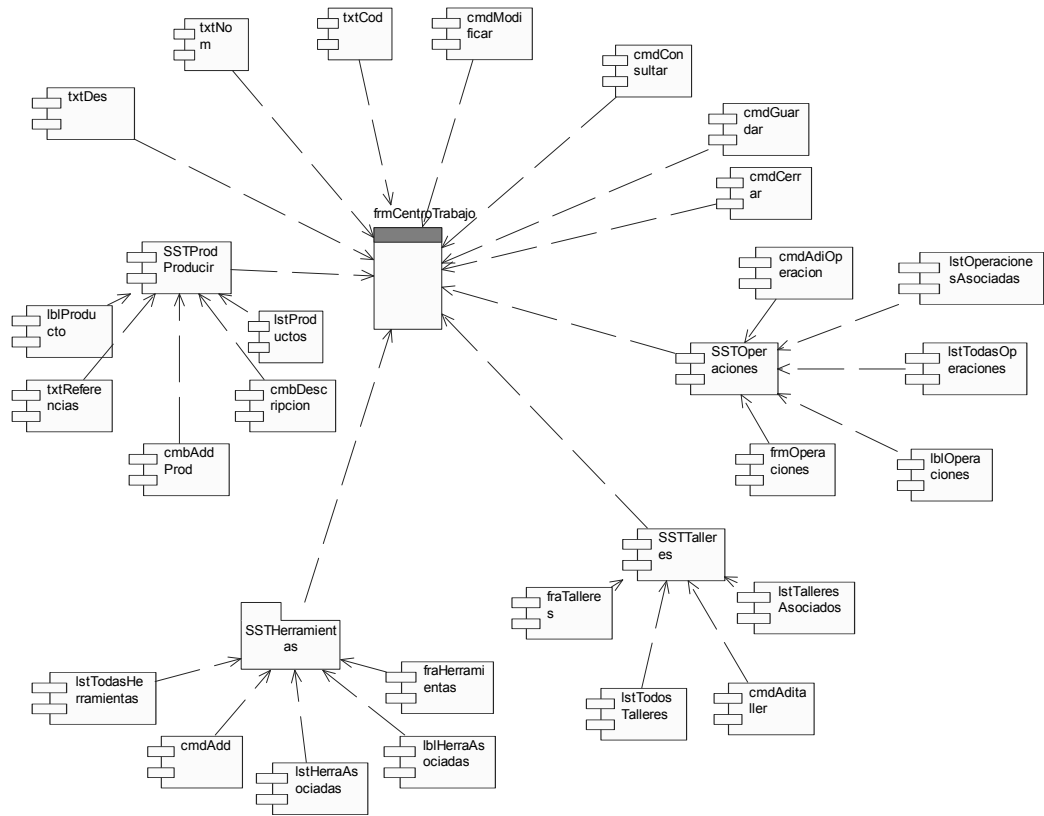 txtNo
m
txtCod
cmdModi
ficar
cmdCon
sultar
txtDes
cmdGuar
dar
cmdCerr
ar
frmCentroTrabajo
SSTProd
Producir
cmdAdiOp
eracion
lstOperacione
sAsociadas
lblProdu
cto
lstProd
uctos
SSTOper
aciones
lstTodasOp
eraciones
txtRefere
ncias
cmbDesc
ripcion
cmbAdd
Prod
frmOpera
ciones
lblOpera
ciones
SSTTaller
es
fraTallere
s
lstTalleres
Asociados
SSTHerramient
as
lstTodasHe
rramientas
fraHerrami
entas
lstTodos
Talleres
cmdAdita
ller
cmdAdd
lstHerraAs
ociadas
lblHerraAs
ociadas